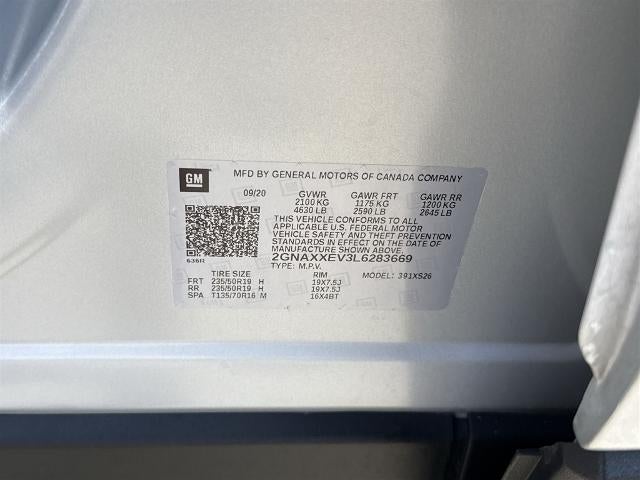 GM
MFD BY GENERAL MOTORS OF CANADA COMPANY
09/20 GVWR GAWR FRT GAWR RR
2100 KG 1175 KG 1200 KG
4630 LB 2590 LB 2645 LB
THIS VEHICLE CONFORMS TO ALL
APPLICABLE U.S. FEDERAL MOTOR
VEHICLE SAFETY AND THEFT PREVENTION
STANDARDS IN EFFECT ON THE DATE OF
MANUFACTURE SHOWN ABOVE.
2GNAXXEV3L6283669
636R TYPE: M.P.V. MODEL: 391XS26
TIRE SIZE RIM
FRT 235/50R19 H 19X7.5J
RR 235/50R19 H 19X7.5J
SPA T135/70R16 M 16X4BT